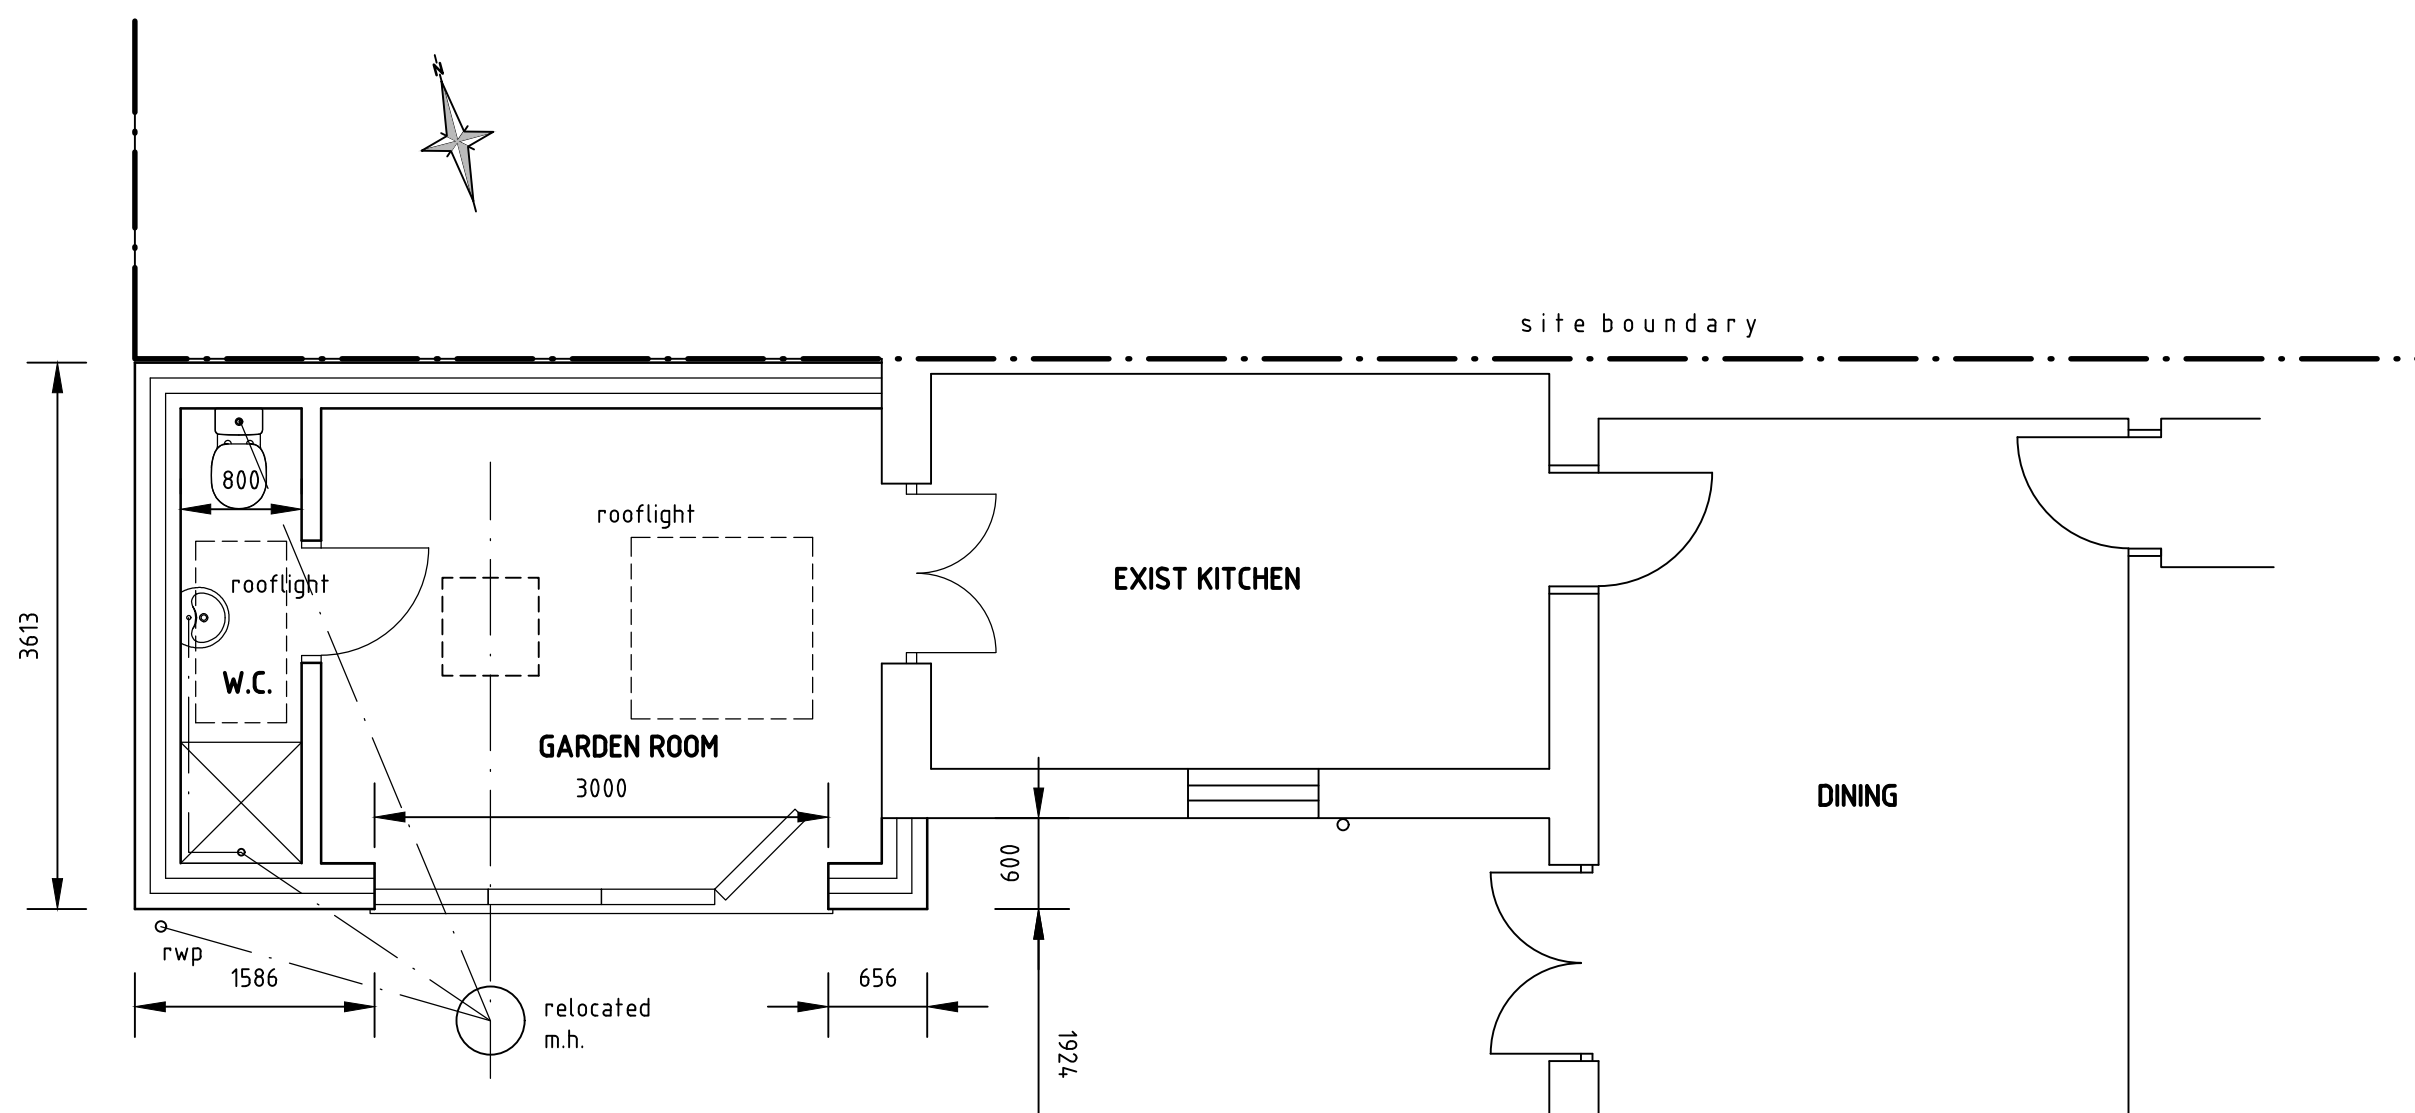 N
site boundary
800
rooflight
rooflight
EXIST KITCHEN
3613
W.C.
GARDEN ROOM
3000
DINING
600
rwp
1586
656
relocated
m.h.
1924